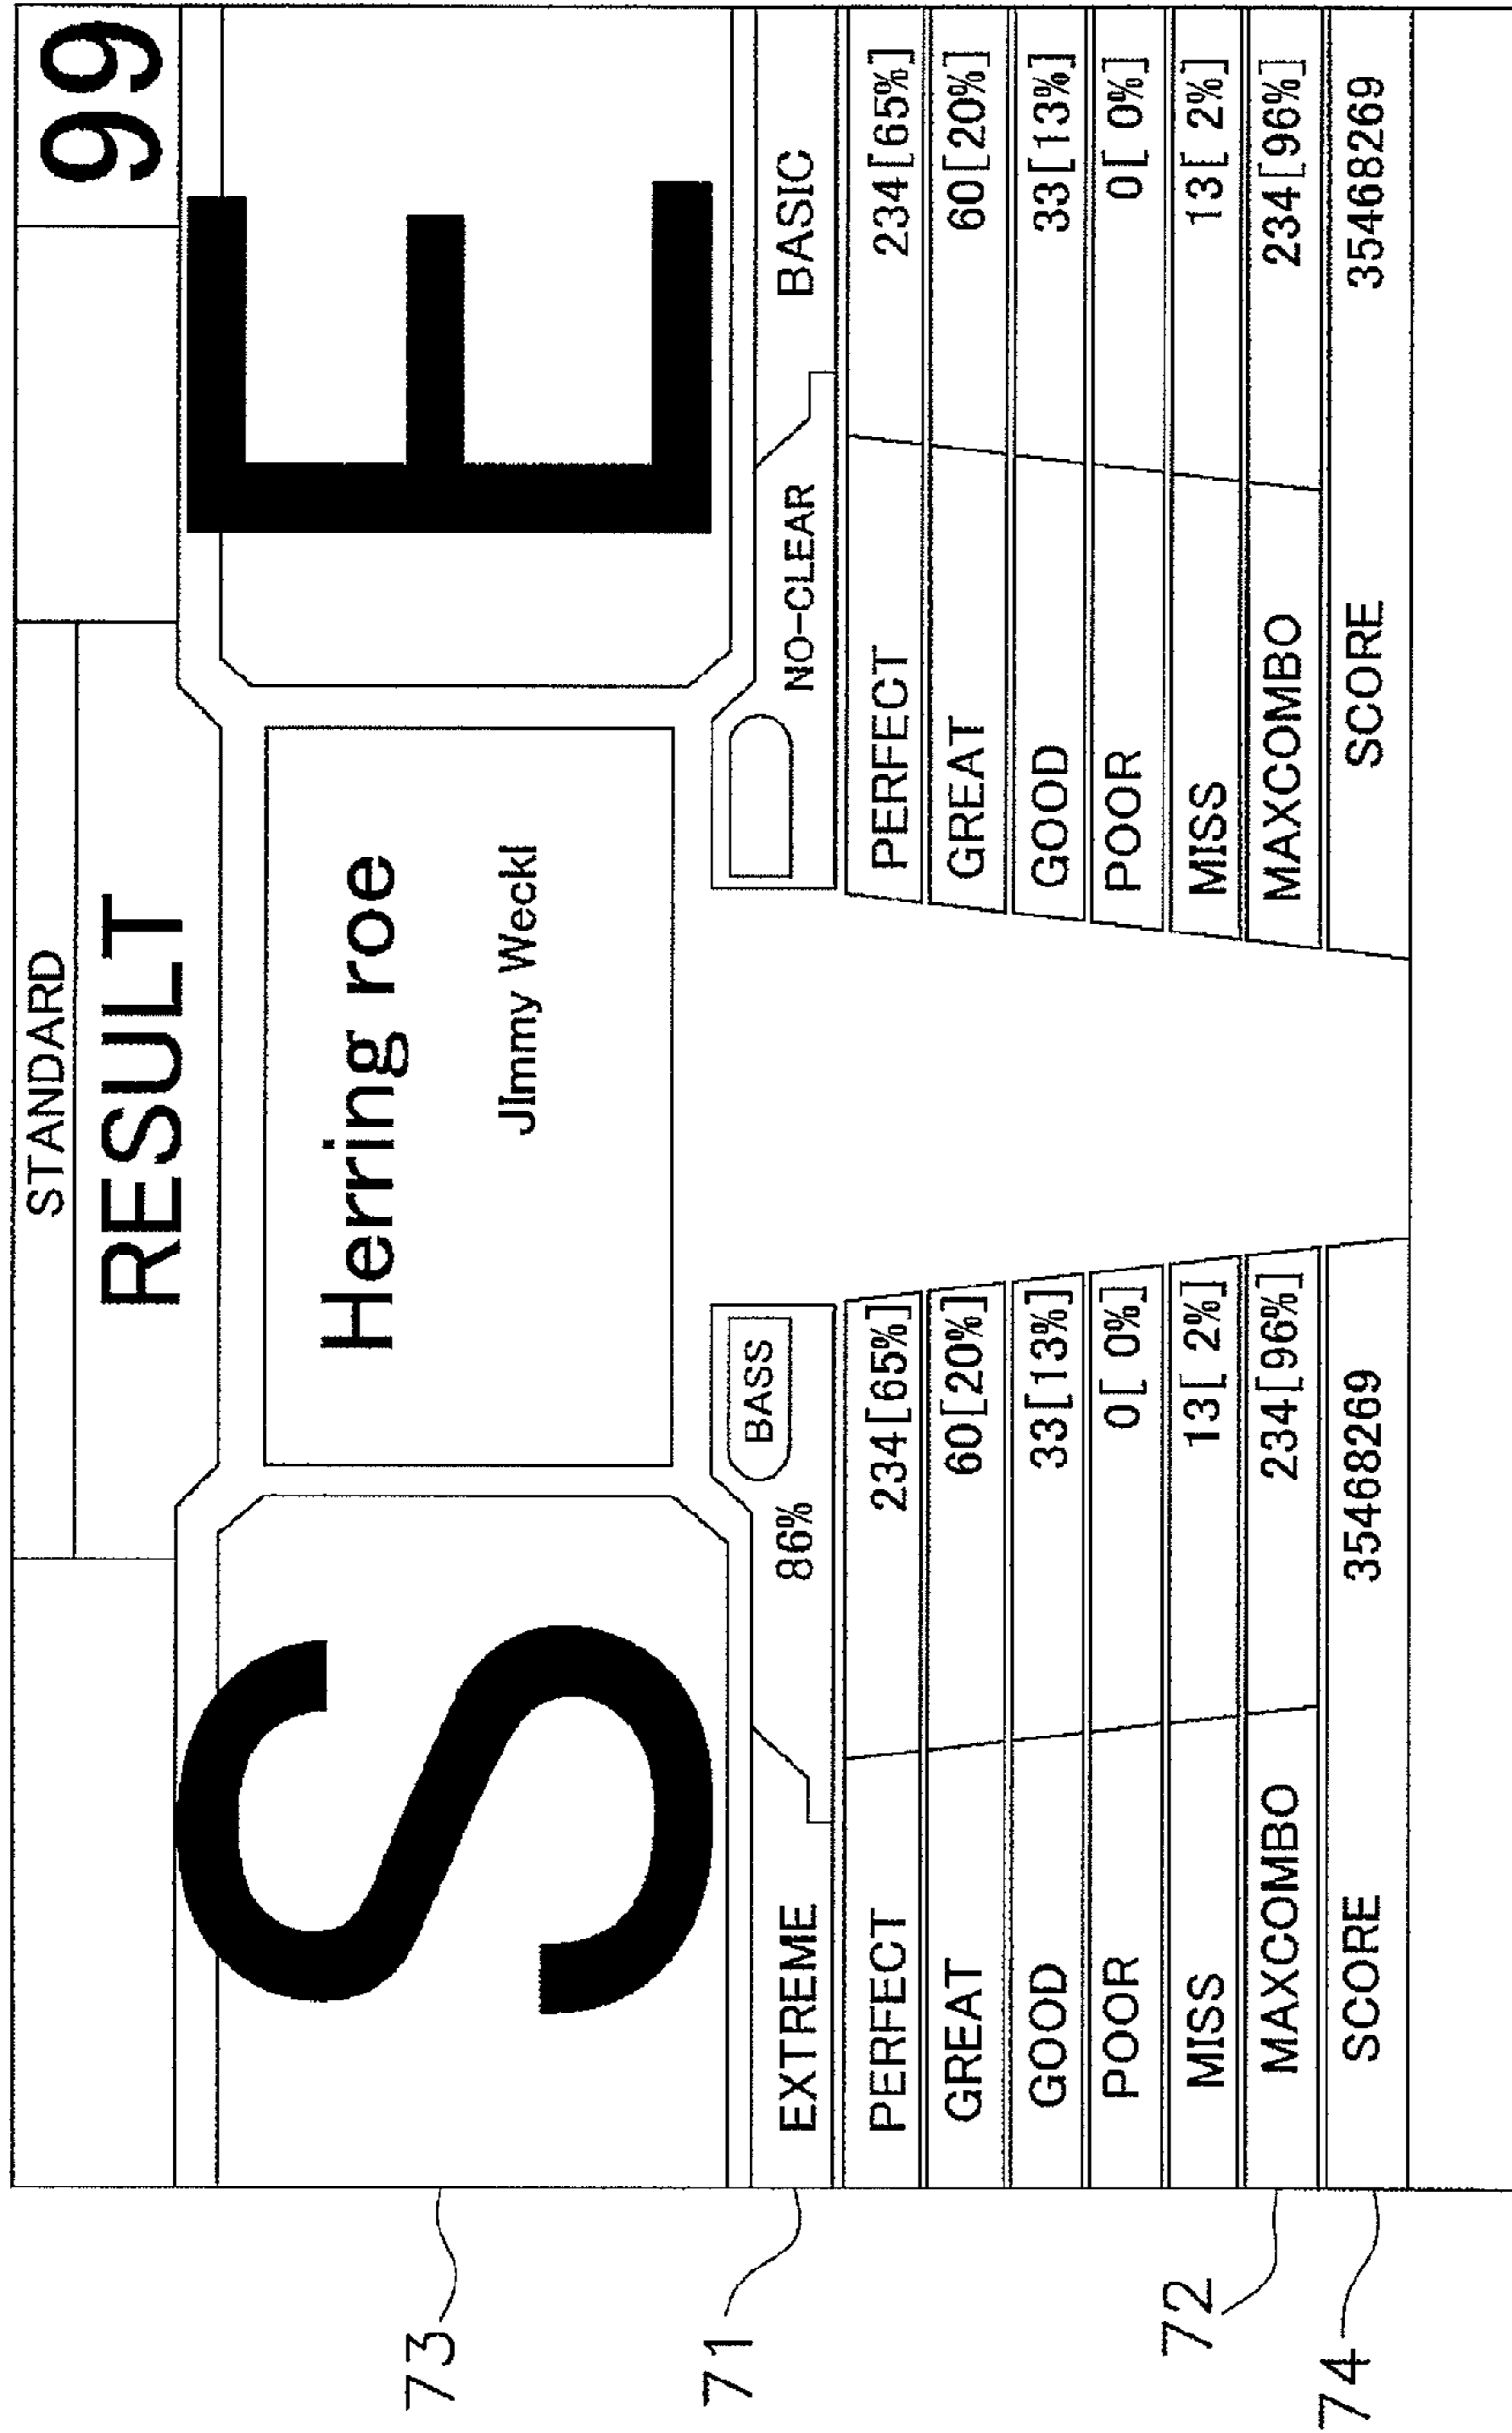 STANDARD
RESULT
99
S
Herring roe
JImmy Weckl
E
73
BASS
EXTREME 86%
NO-CLEAR BASIC
71
PERFECT 234[65%]
PERFECT 234[65%]
GREAT 60[20%]
GREAT 60[20%]
GOOD 33[13%]
GOOD 33[13%]
POOR 0[ 0%]
POOR 0[ 0%]
MISS 13[ 2%]
MISS 13[ 2%]
MAXCOMBO 234[96%]
MAXCOMBO 234[96%]
72
SCORE 35468269
SCORE 35468269
74